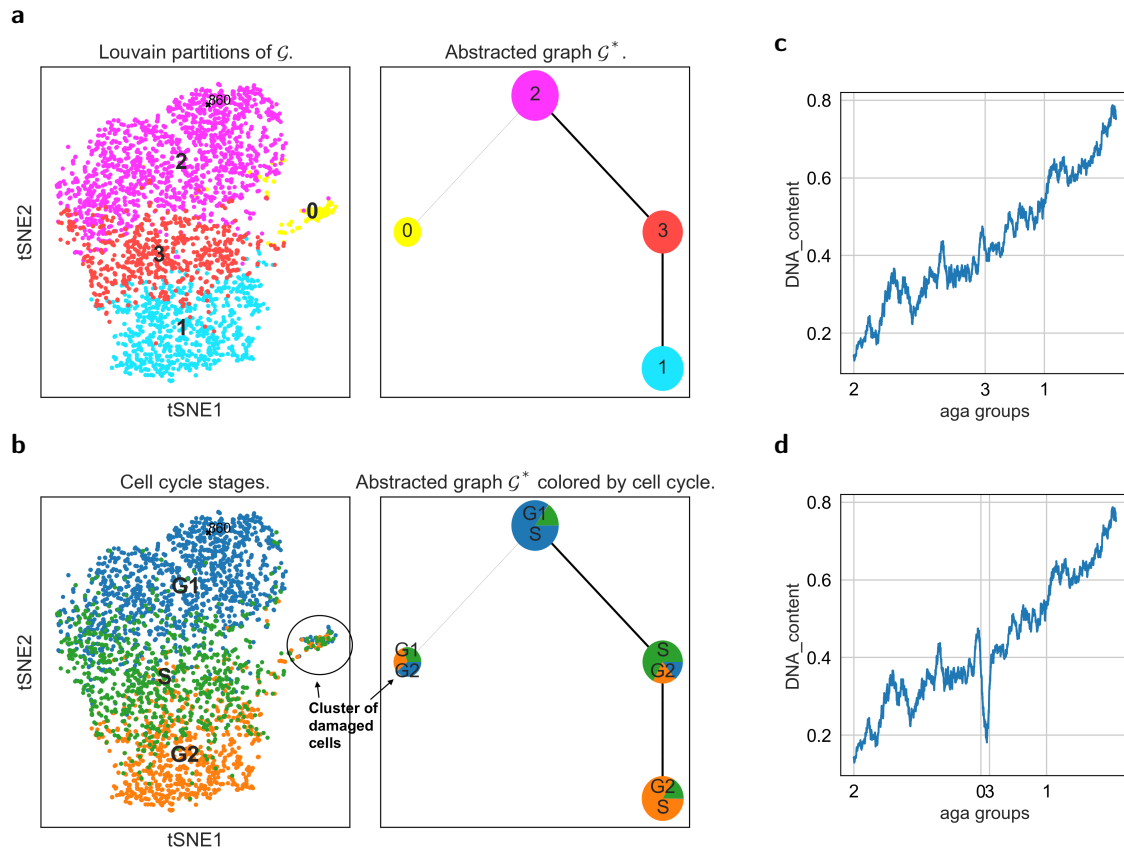 a
Louvain partitions of 𝒢.
Abstracted graph 𝒢*.
tSNE2
860
2
0
3
1
tSNE1
2
0
3
1
c
DNA_content
0.8
0.6
0.4
0.2
2 3 1
aga groups
b
Cell cycle stages.
Abstracted graph 𝒢* colored by cell cycle.
tSNE2
860
G1
S
G2
tSNE1
Cluster of
damaged
cells
G1
S
G1
G2
S
G2
G2
S
d
DNA_content
0.8
0.6
0.4
0.2
2 03 1
aga groups